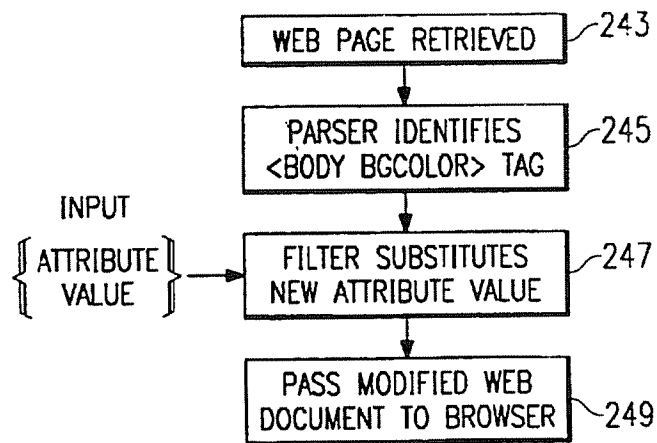 WEB PAGE RETRIEVED
243
PARSER IDENTIFIES
<BODY BGCOLOR> TAG
245
INPUT
{ATTRIBUTE
VALUE}
FILTER SUBSTITUTES
NEW ATTRIBUTE VALUE
247
PASS MODIFIED WEB
DOCUMENT TO BROWSER
249